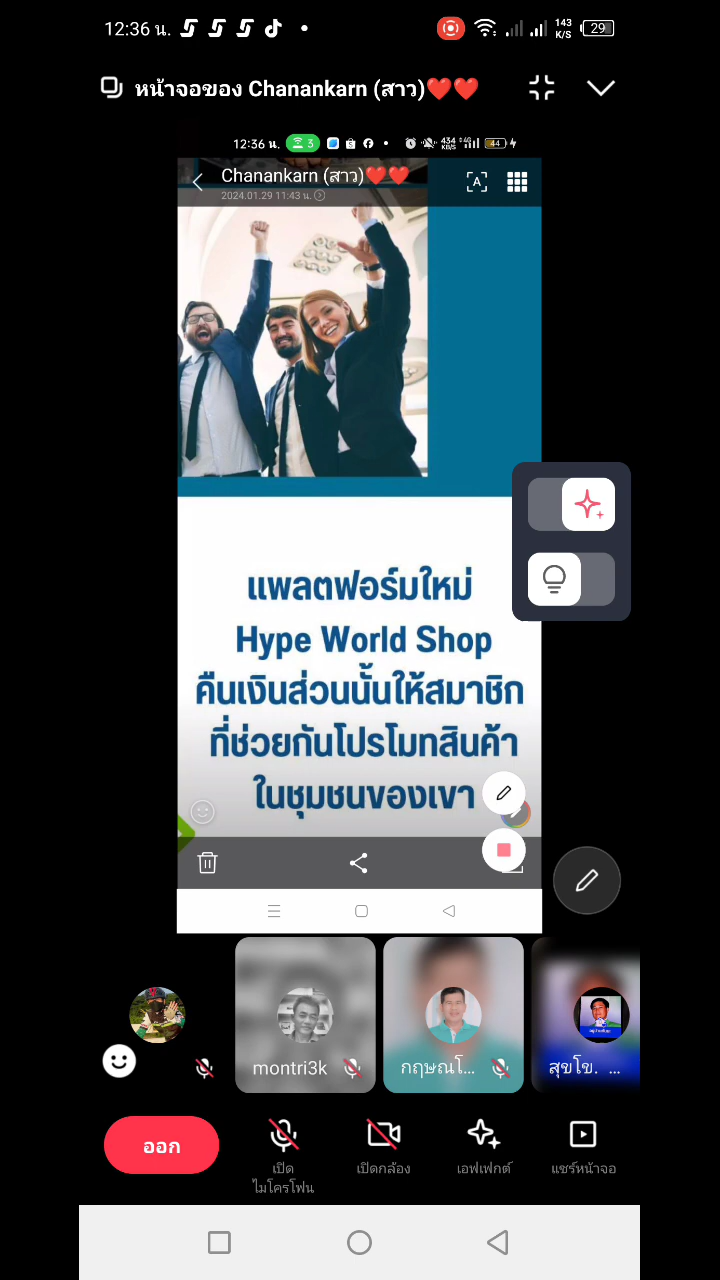 12:36 น.
143 K/S
29
หน้าจอของ Chanankarn (สาว)❤️❤️
12:36 น. 3
434 KB/S 4G 44
Chanankarn (สาว)❤️❤️
2024.01.29 11:43 น.
A
แพลตฟอร์มใหม่
Hype World Shop
คืนเงินส่วนนั้นให้สมาชิก
ที่ช่วยกันโปรโมทสินค้า
ในชุมชนของเขา
montri3k
กฤษณโ...
สุขโข. ...
ออก
เปิด
ไมโครโฟน
เปิดกล้อง
เอฟเฟกต์
แชร์หน้าจอ